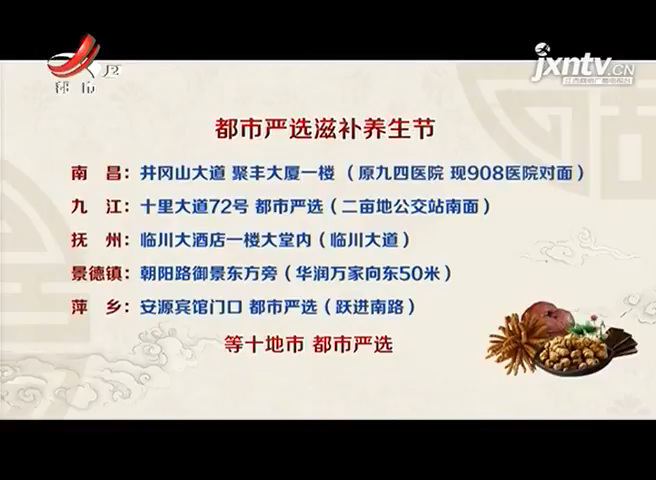 都市
jxntv.CN
都市严选滋补养生节
南 昌：井冈山大道 聚丰大厦一楼（原九四医院 现908医院对面）
九 江：十里大道72号 都市严选（二亩地公交站南面）
抚 州：临川大酒店一楼大堂内（临川大道）
景德镇：朝阳路御景东方旁（华润万家向东50米）
萍 乡：安源宾馆门口 都市严选（跃进南路）
等十地市 都市严选